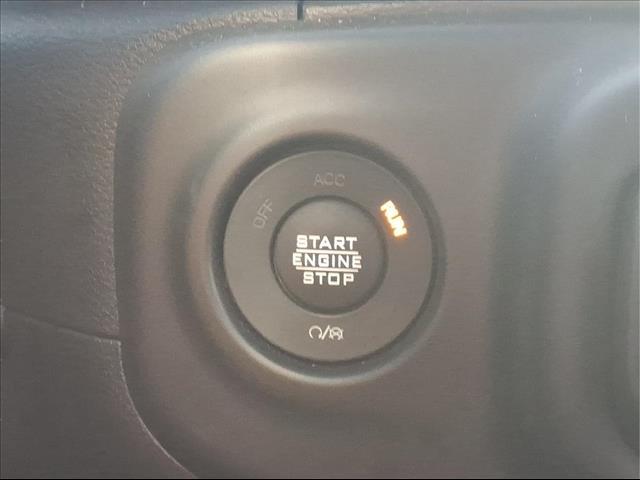 ACC
OFF
RUN
START
ENGINE
STOP